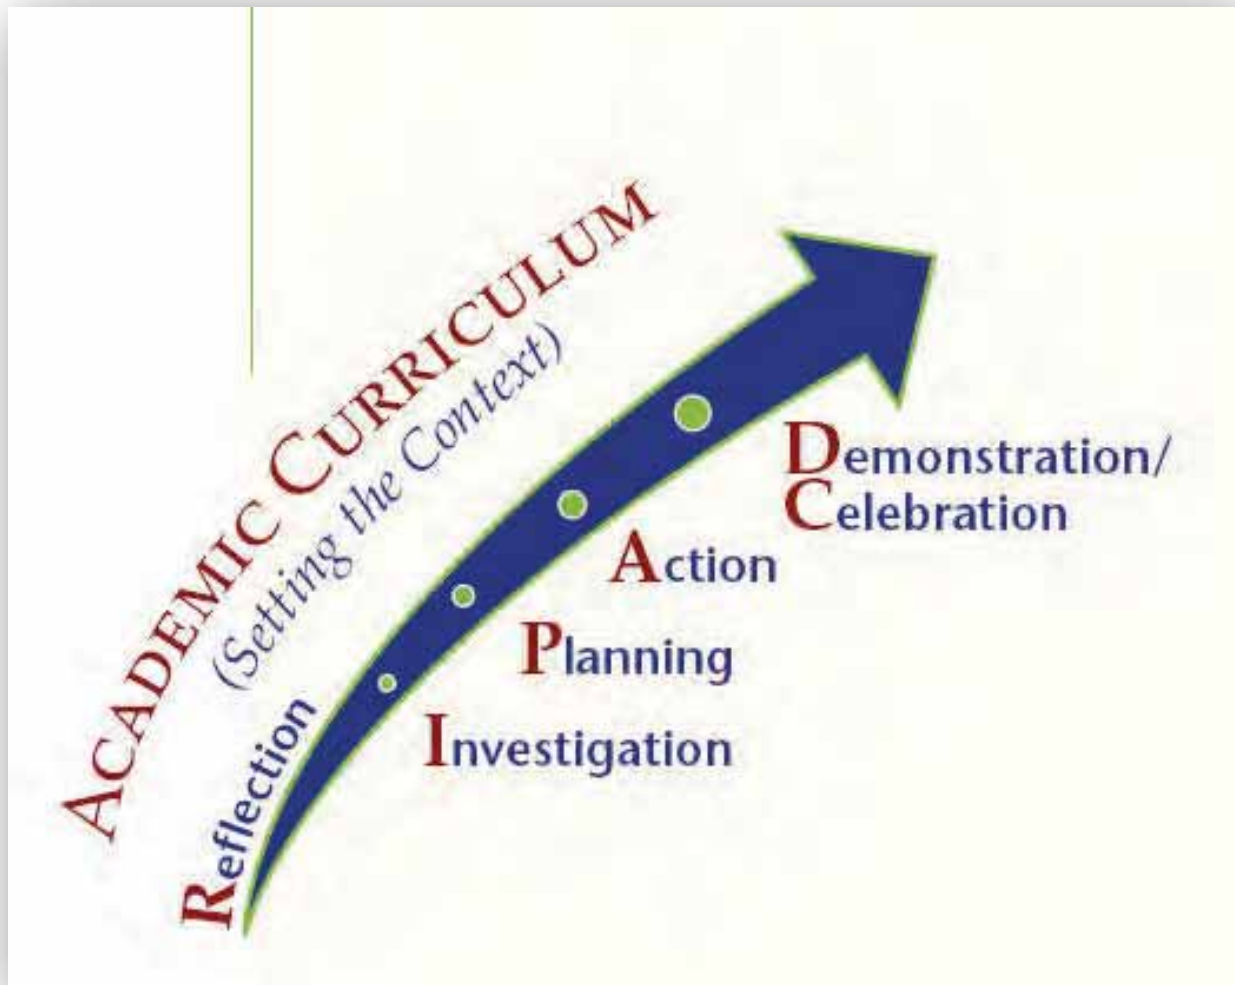 ACADEMIC CURRICULUM
(Setting the Context)
Reflection
Demonstration/
Celebration
Action
Planning
Investigation